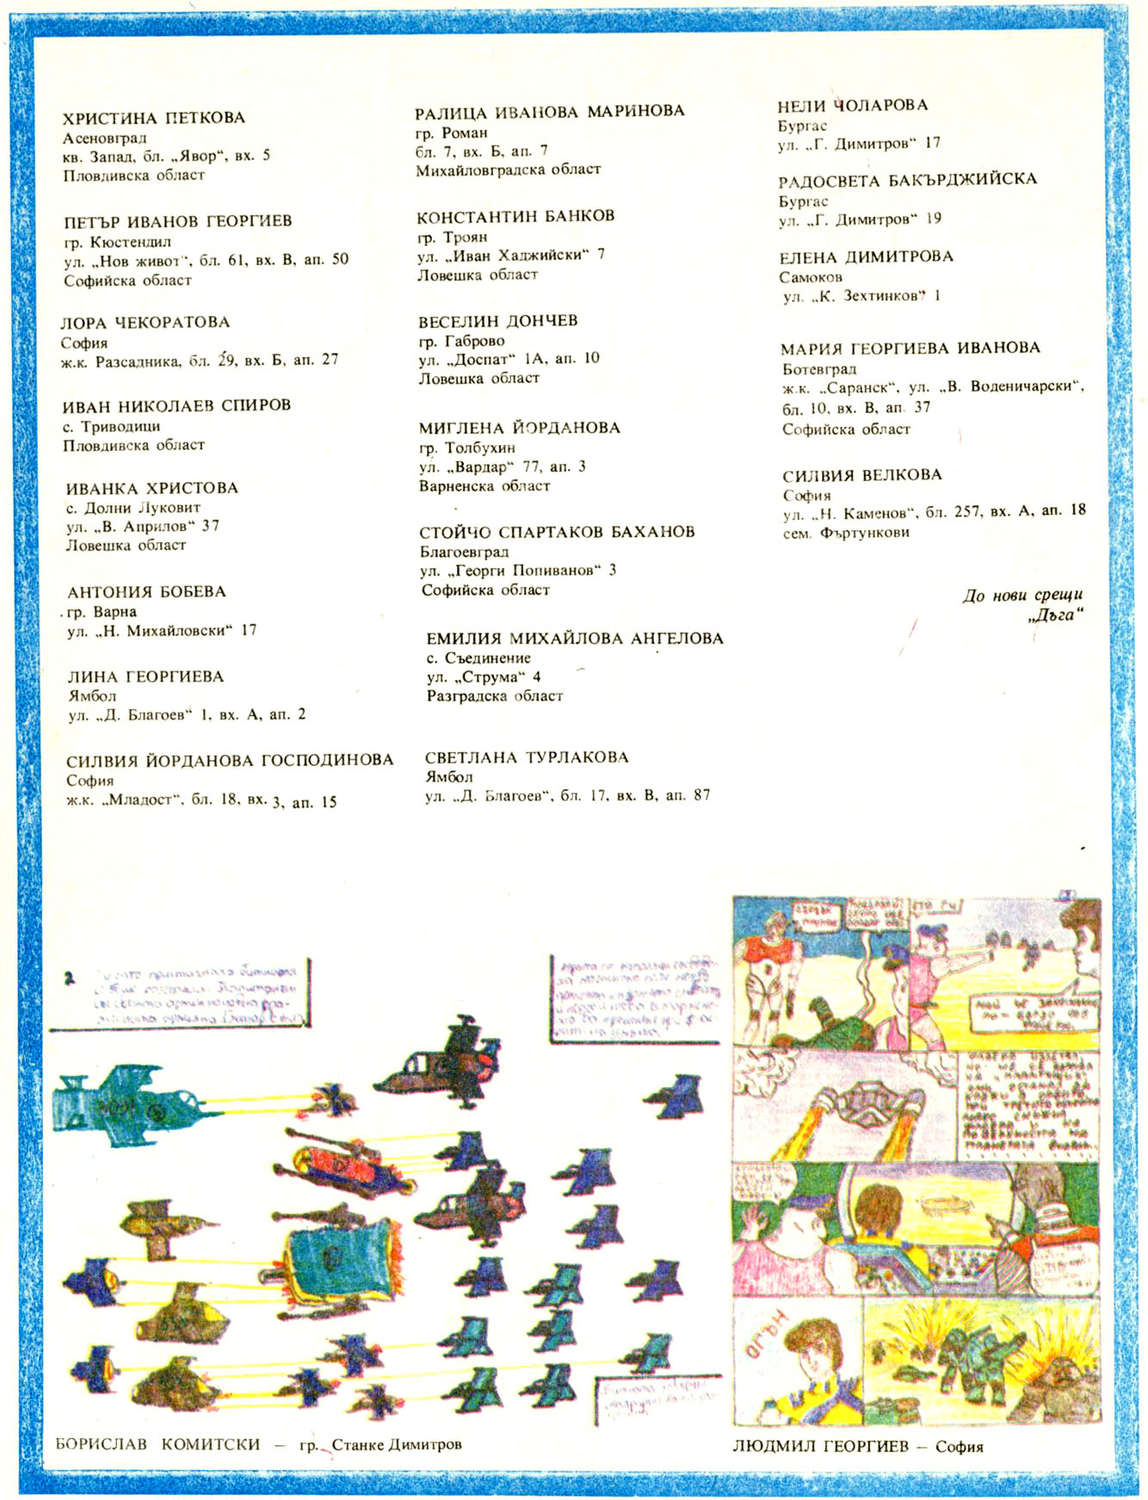 ХРИСТИНА ПЕТКОВА
Асеновград
кв. Запад, бл. „Явор“, вх. 5
Пловдивска област
ПЕТЪР ИВАНОВ ГЕОРГИЕВ
гр. Кюстендил
ул. „Нов живот“, бл. 61, вх. В, ап. 50
Софийска област
ЛОРА ЧЕКОРАТОВА
София
ж.к. Разсадника, бл. 29, вх. Б, ап. 27
ИВАН НИКОЛАЕВ СПИРОВ
с. Триводици
Пловдивска област
ИВАНКА ХРИСТОВА
с. Долни Луковит
ул. „В. Априлов“ 37
Ловешка област
АНТОНИЯ БОБЕВА
гр. Варна
ул. „Н. Михайловски“ 17
ЛИНА ГЕОРГИЕВА
Ямбол
ул. „Д. Благоев“ 1, вх. А, ап. 2
СИЛВИЯ ЙОРДАНОВА ГОСПОДИНОВА
София
ж.к. „Младост“, бл. 18, вх. 3, ап. 15
РАЛИЦА ИВАНОВА МАРИНОВА
гр. Роман
бл. 7, вх. Б, ап. 7
Михайловградска област
КОНСТАНТИН БАНКОВ
гр. Троян
ул. „Иван Хаджийски“ 7
Ловешка област
ВЕСЕЛИН ДОНЧЕВ
гр. Габрово
ул. „Доспат“ 1А, ап. 10
Ловешка област
МИГЛЕНА ЙОРДАНОВА
гр. Толбухин
ул. „Вардар“ 77, ап. 3
Варненска област
СТОЙЧО СПАРТАКОВ БАХАНОВ
Благоевград
ул. „Георги Попиванов“ 3
Софийска област
ЕМИЛИЯ МИХАЙЛОВА АНГЕЛОВА
с. Съединение
ул. „Струма“ 4
Разградска област
СВЕТЛАНА ТУРЛАКОВА
Ямбол
ул. „Д. Благоев“, бл. 17, вх. В, ап. 87
НЕЛИ ЧОЛАРОВА
Бургас
ул. „Г. Димитров“ 17
РАДОСВЕТА БАКЪРДЖИЙСКА
Бургас
ул. „Г. Димитров“ 19
ЕЛЕНА ДИМИТРОВА
Самоков
ул. „К. Зехтинков“ 1
МАРИЯ ГЕОРГИЕВА ИВАНОВА
Ботевград
ж.к. „Саранск“, ул. „В. Воденичарски“,
бл. 10, вх. В, ап. 37
Софийска област
СИЛВИЯ ВЕЛКОВА
София
ул. „Н. Каменов“, бл. 257, вх. А, ап. 18
сем. Фъртункови
До нови срещи
„Дъга“
2
ОГЪН
БОРИСЛАВ КОМИТСКИ — гр. Станке Димитров
ЛЮДМИЛ ГЕОРГИЕВ — София